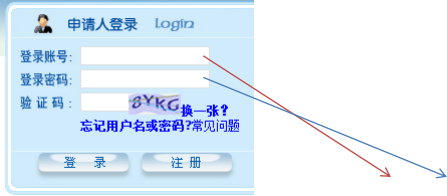 申请人登录 Login
登录账号：
登录密码：
验 证 码： 8YKG 换一张？
忘记用户名或密码？常见问题
登 录 注 册